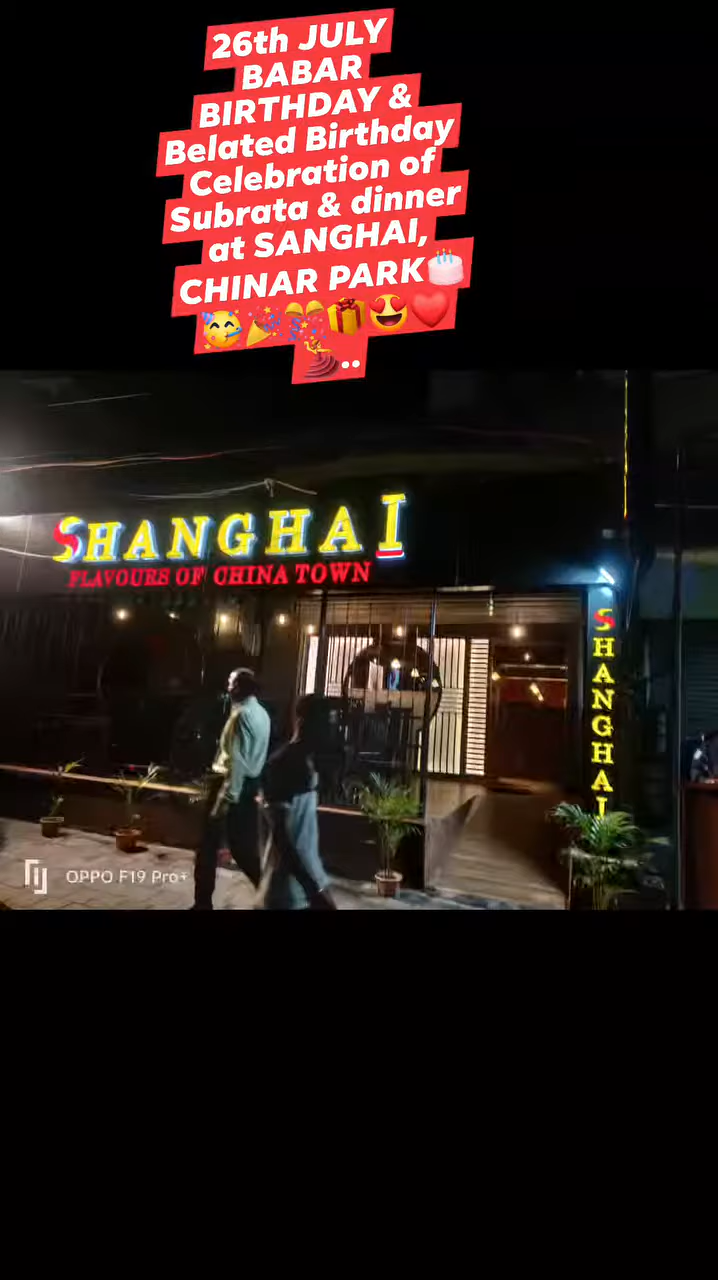 26th JULY
BABAR
BIRTHDAY &
Belated Birthday
Celebration of
Subrata & dinner
at SANGHAI,
CHINAR PARK🎂
🥳🎉🎊🎁😍❤️
..
SHANGHAI
FLAVOURS OF CHINA TOWN
SHANGHAI
OPPO F19 Pro+